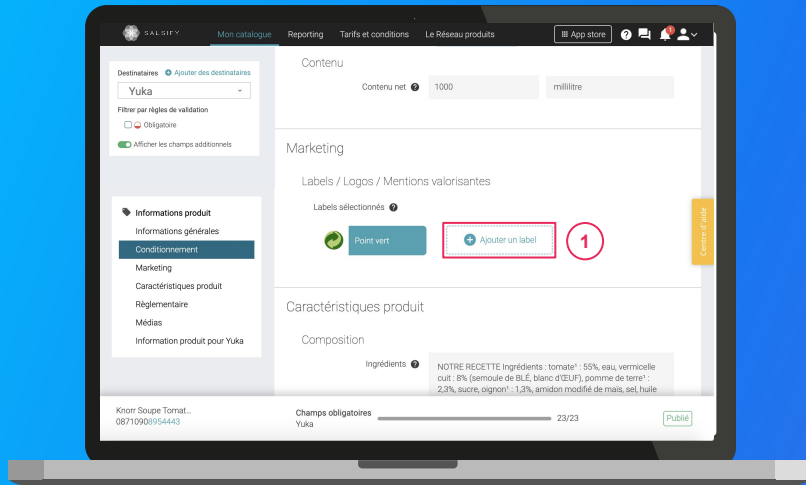 SALSIFY
Mon catalogue
Reporting
Tarifs et conditions
Le Réseau produits
App store
1
Destinataires
Ajouter des destinataires
Yuka
Filtrer par règles de validation
Obligatoire
Afficher les champs additionnels
Informations produit
Informations générales
Conditionnement
Marketing
Caractéristiques produit
Règlementaire
Médias
Information produit pour Yuka
Contenu
Contenu net
1000
millilitre
Marketing
Labels / Logos / Mentions valorisantes
Labels sélectionnés
Point vert
Ajouter un label
1
Centre d'aide
Caractéristiques produit
Composition
Ingrédients
NOTRE RECETTE Ingrédients : tomate¹ : 55%, eau, vermicelle
cuit : 8% (semoule de BLÉ, blanc d'ŒUF), pomme de terre¹ :
2,3%, sucre, oignon¹ : 1,3%, amidon modifié de maïs, sel, huile
Knorr Soupe Tomat...
08710908954443
Champs obligatoires
Yuka
23/23
Publié